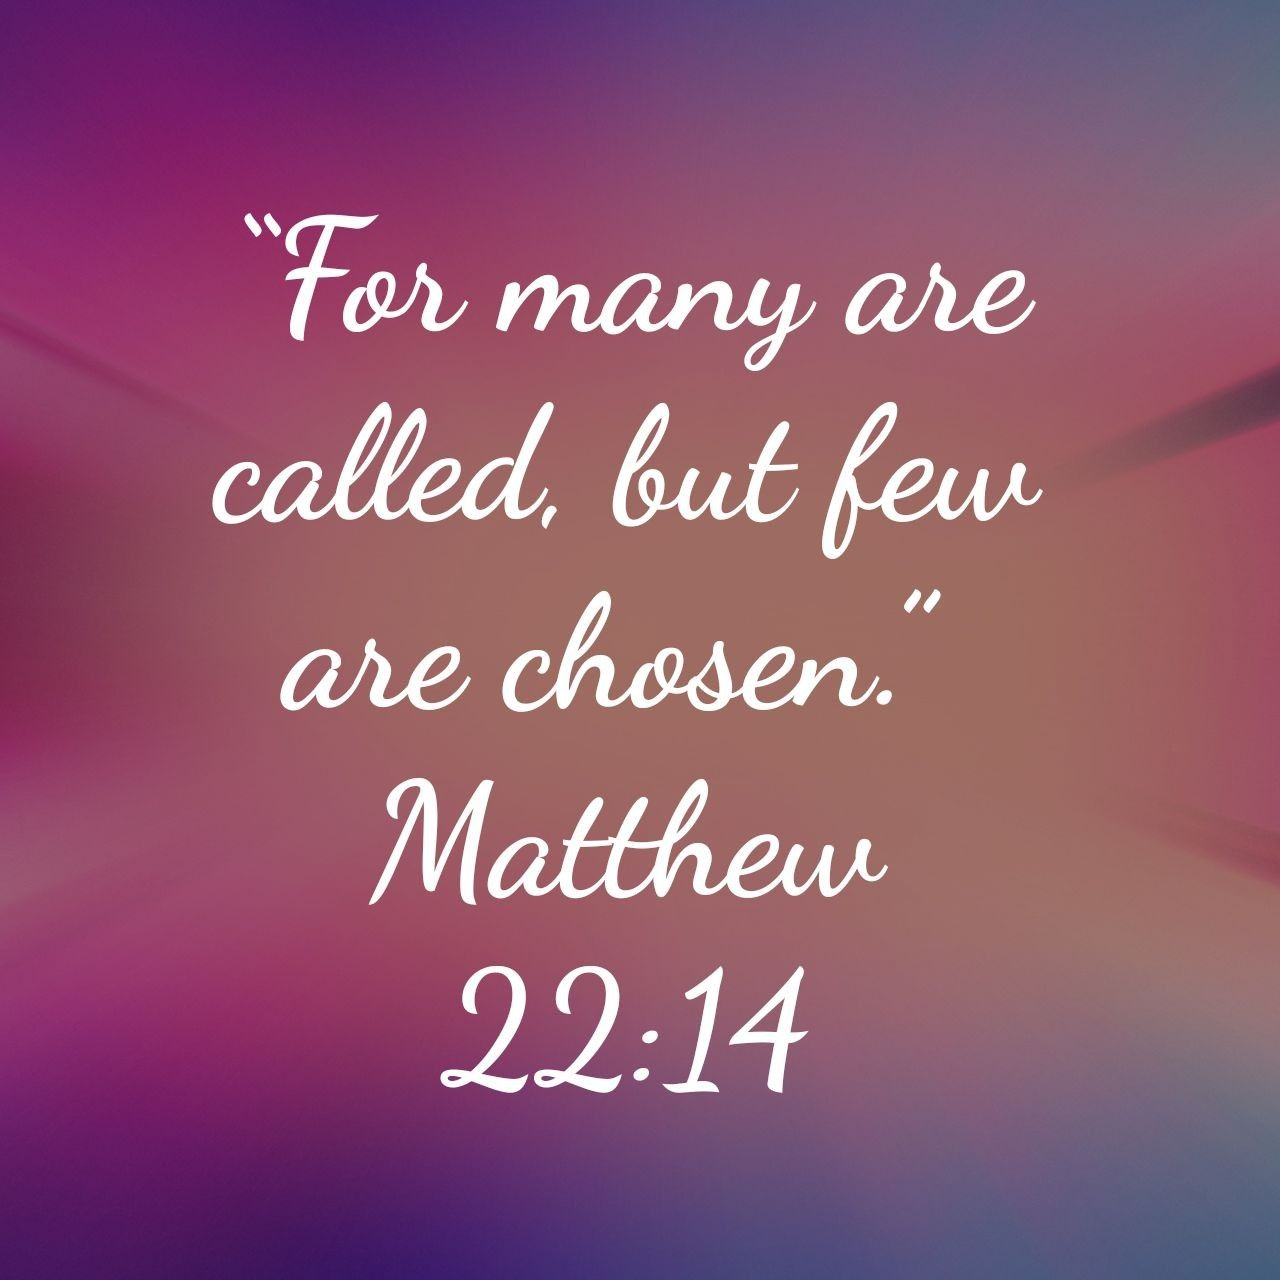 “For many are
called, but few
are chosen.”
Matthew
22:14